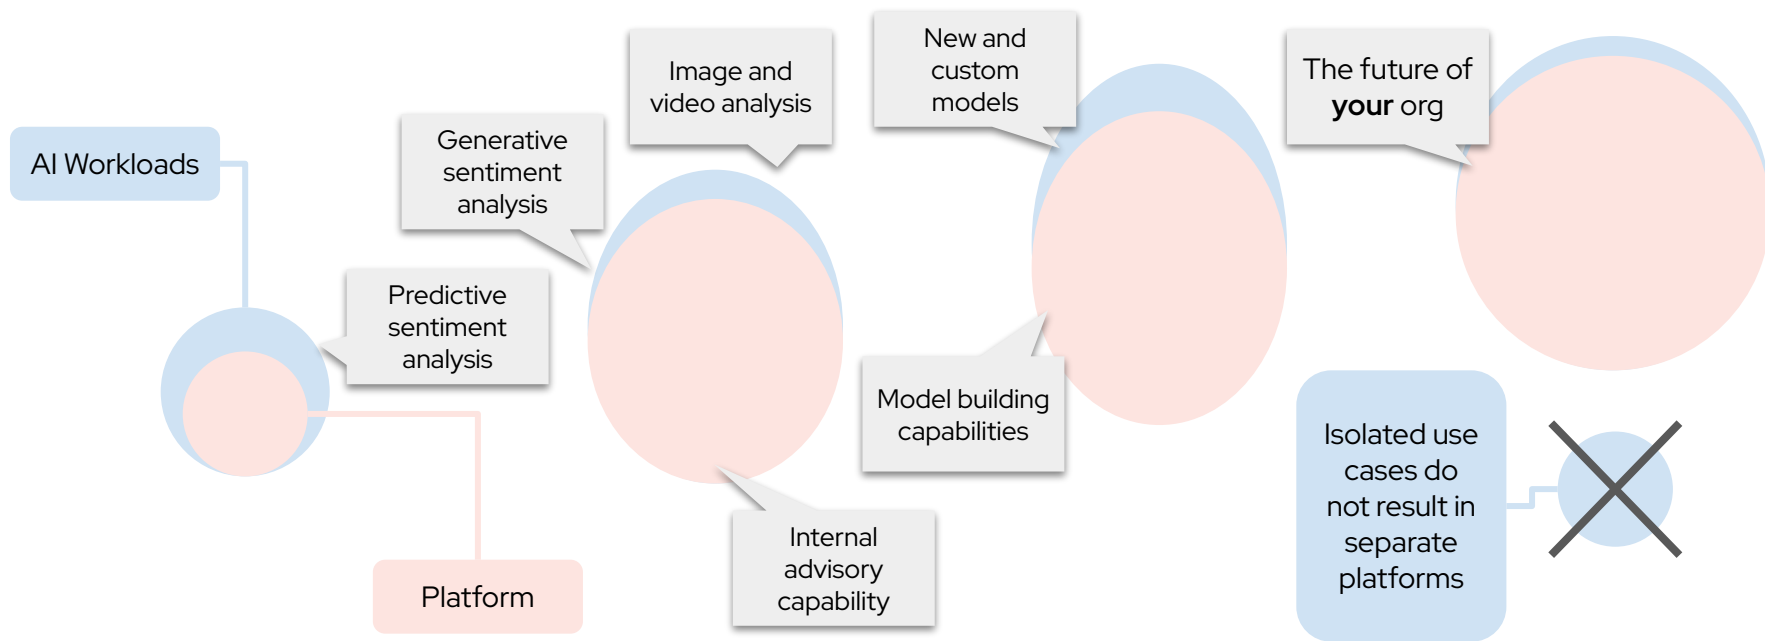 AI Workloads
Predictive
sentiment
analysis
Platform
Generative
sentiment
analysis
Image and
video analysis
Internal
advisory
capability
New and
custom
models
Model building
capabilities
The future of
your org
Isolated use
cases do
not result in
separate
platforms